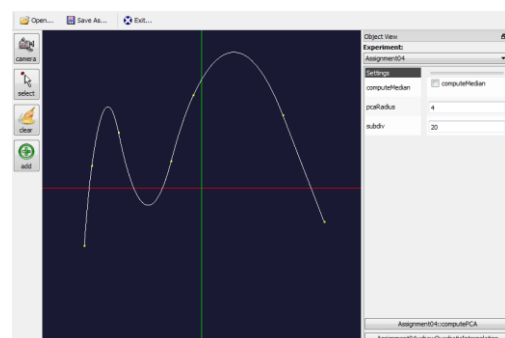 Open... Save As... Exit...
camera
select
clear
add
Object View
Experiment:
Assignment04
Settings
computeMedian computeMedian
pcaRadius 4
subdiv 20
Assignment04::computePCA